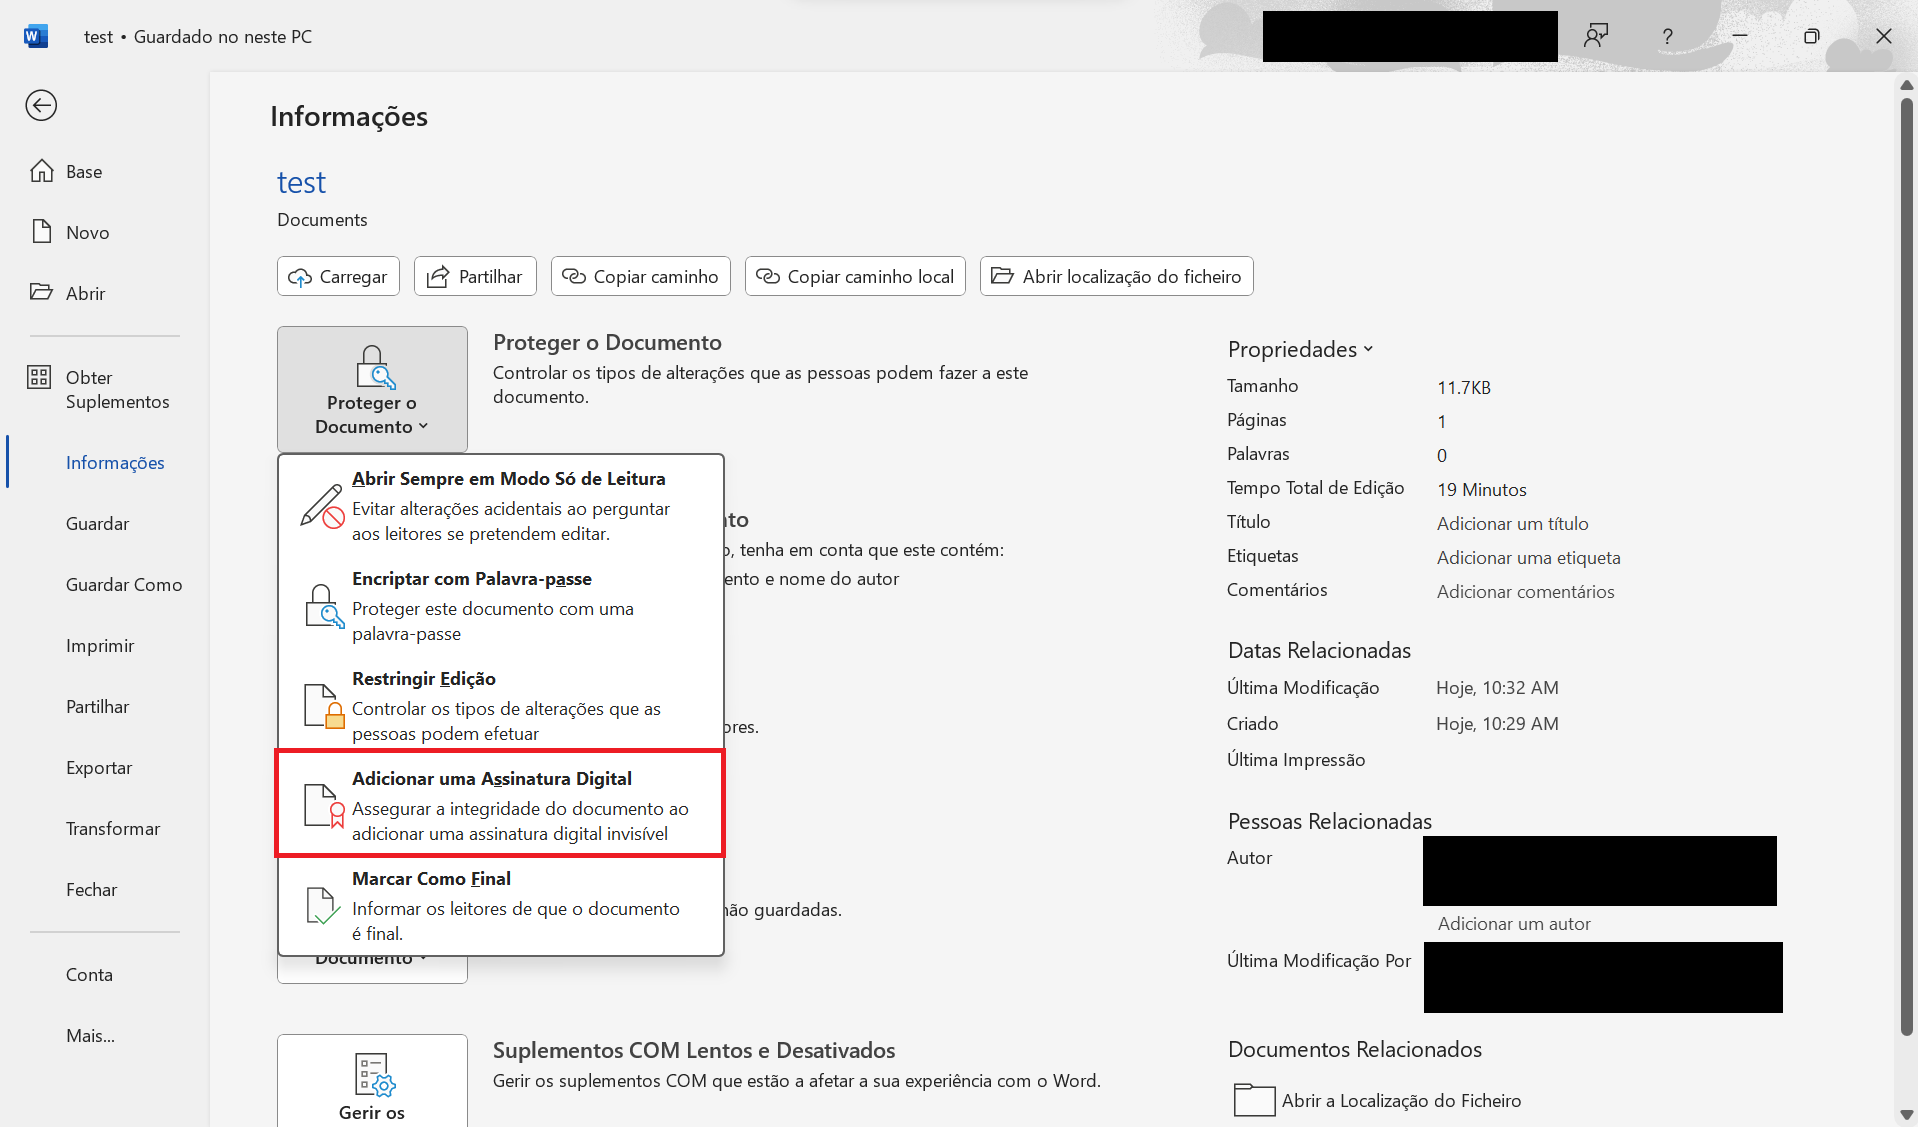 W
test • Guardado no neste PC
?
Informações
Base
Novo
Abrir
Obter
Suplementos
Informações
Guardar
Guardar Como
Imprimir
Partilhar
Exportar
Transformar
Fechar
Conta
Mais...
test
Documents
Carregar
Partilhar
Copiar caminho
Copiar caminho local
Abrir localização do ficheiro
Proteger o
Documento
Proteger o Documento
Controlar os tipos de alterações que as pessoas podem fazer a este
documento.
Abrir Sempre em Modo Só de Leitura
Evitar alterações acidentais ao perguntar
aos leitores se pretendem editar.
Encriptar com Palavra-passe
Proteger este documento com uma
palavra-passe
Restringir Edição
Controlar os tipos de alterações que as
pessoas podem efetuar
Adicionar uma Assinatura Digital
Assegurar a integridade do documento ao
adicionar uma assinatura digital invisível
Marcar Como Final
Informar os leitores de que o documento
é final.
, tenha em conta que este contém:
e nome do autor
guardadas.
Documento
Gerir os
Suplementos COM Lentos e Desativados
Gerir os suplementos COM que estão a afetar a sua experiência com o Word.
Propriedades
Tamanho 11.7KB
Páginas 1
Palavras 0
Tempo Total de Edição 19 Minutos
Título Adicionar um título
Etiquetas Adicionar uma etiqueta
Comentários Adicionar comentários
Datas Relacionadas
Última Modificação Hoje, 10:32 AM
Criado Hoje, 10:29 AM
Última Impressão
Pessoas Relacionadas
Autor
Adicionar um autor
Última Modificação Por
Documentos Relacionados
Abrir a Localização do Ficheiro